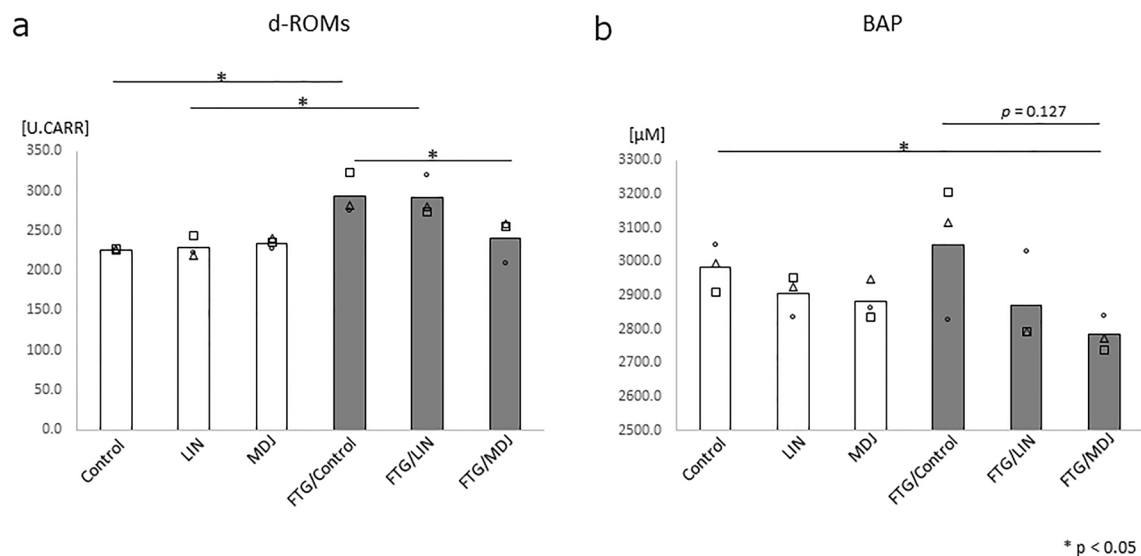 a
d-ROMs
*
*
*
[U.CARR]
350.0
300.0
250.0
200.0
150.0
100.0
50.0
0.0
Control
LIN
MDJ
FTG/Control
FTG/LIN
FTG/MDJ
b
BAP
p = 0.127
*
[µM]
3300.0
3200.0
3100.0
3000.0
2900.0
2800.0
2700.0
2600.0
2500.0
Control
LIN
MDJ
FTG/Control
FTG/LIN
FTG/MDJ
* p < 0.05